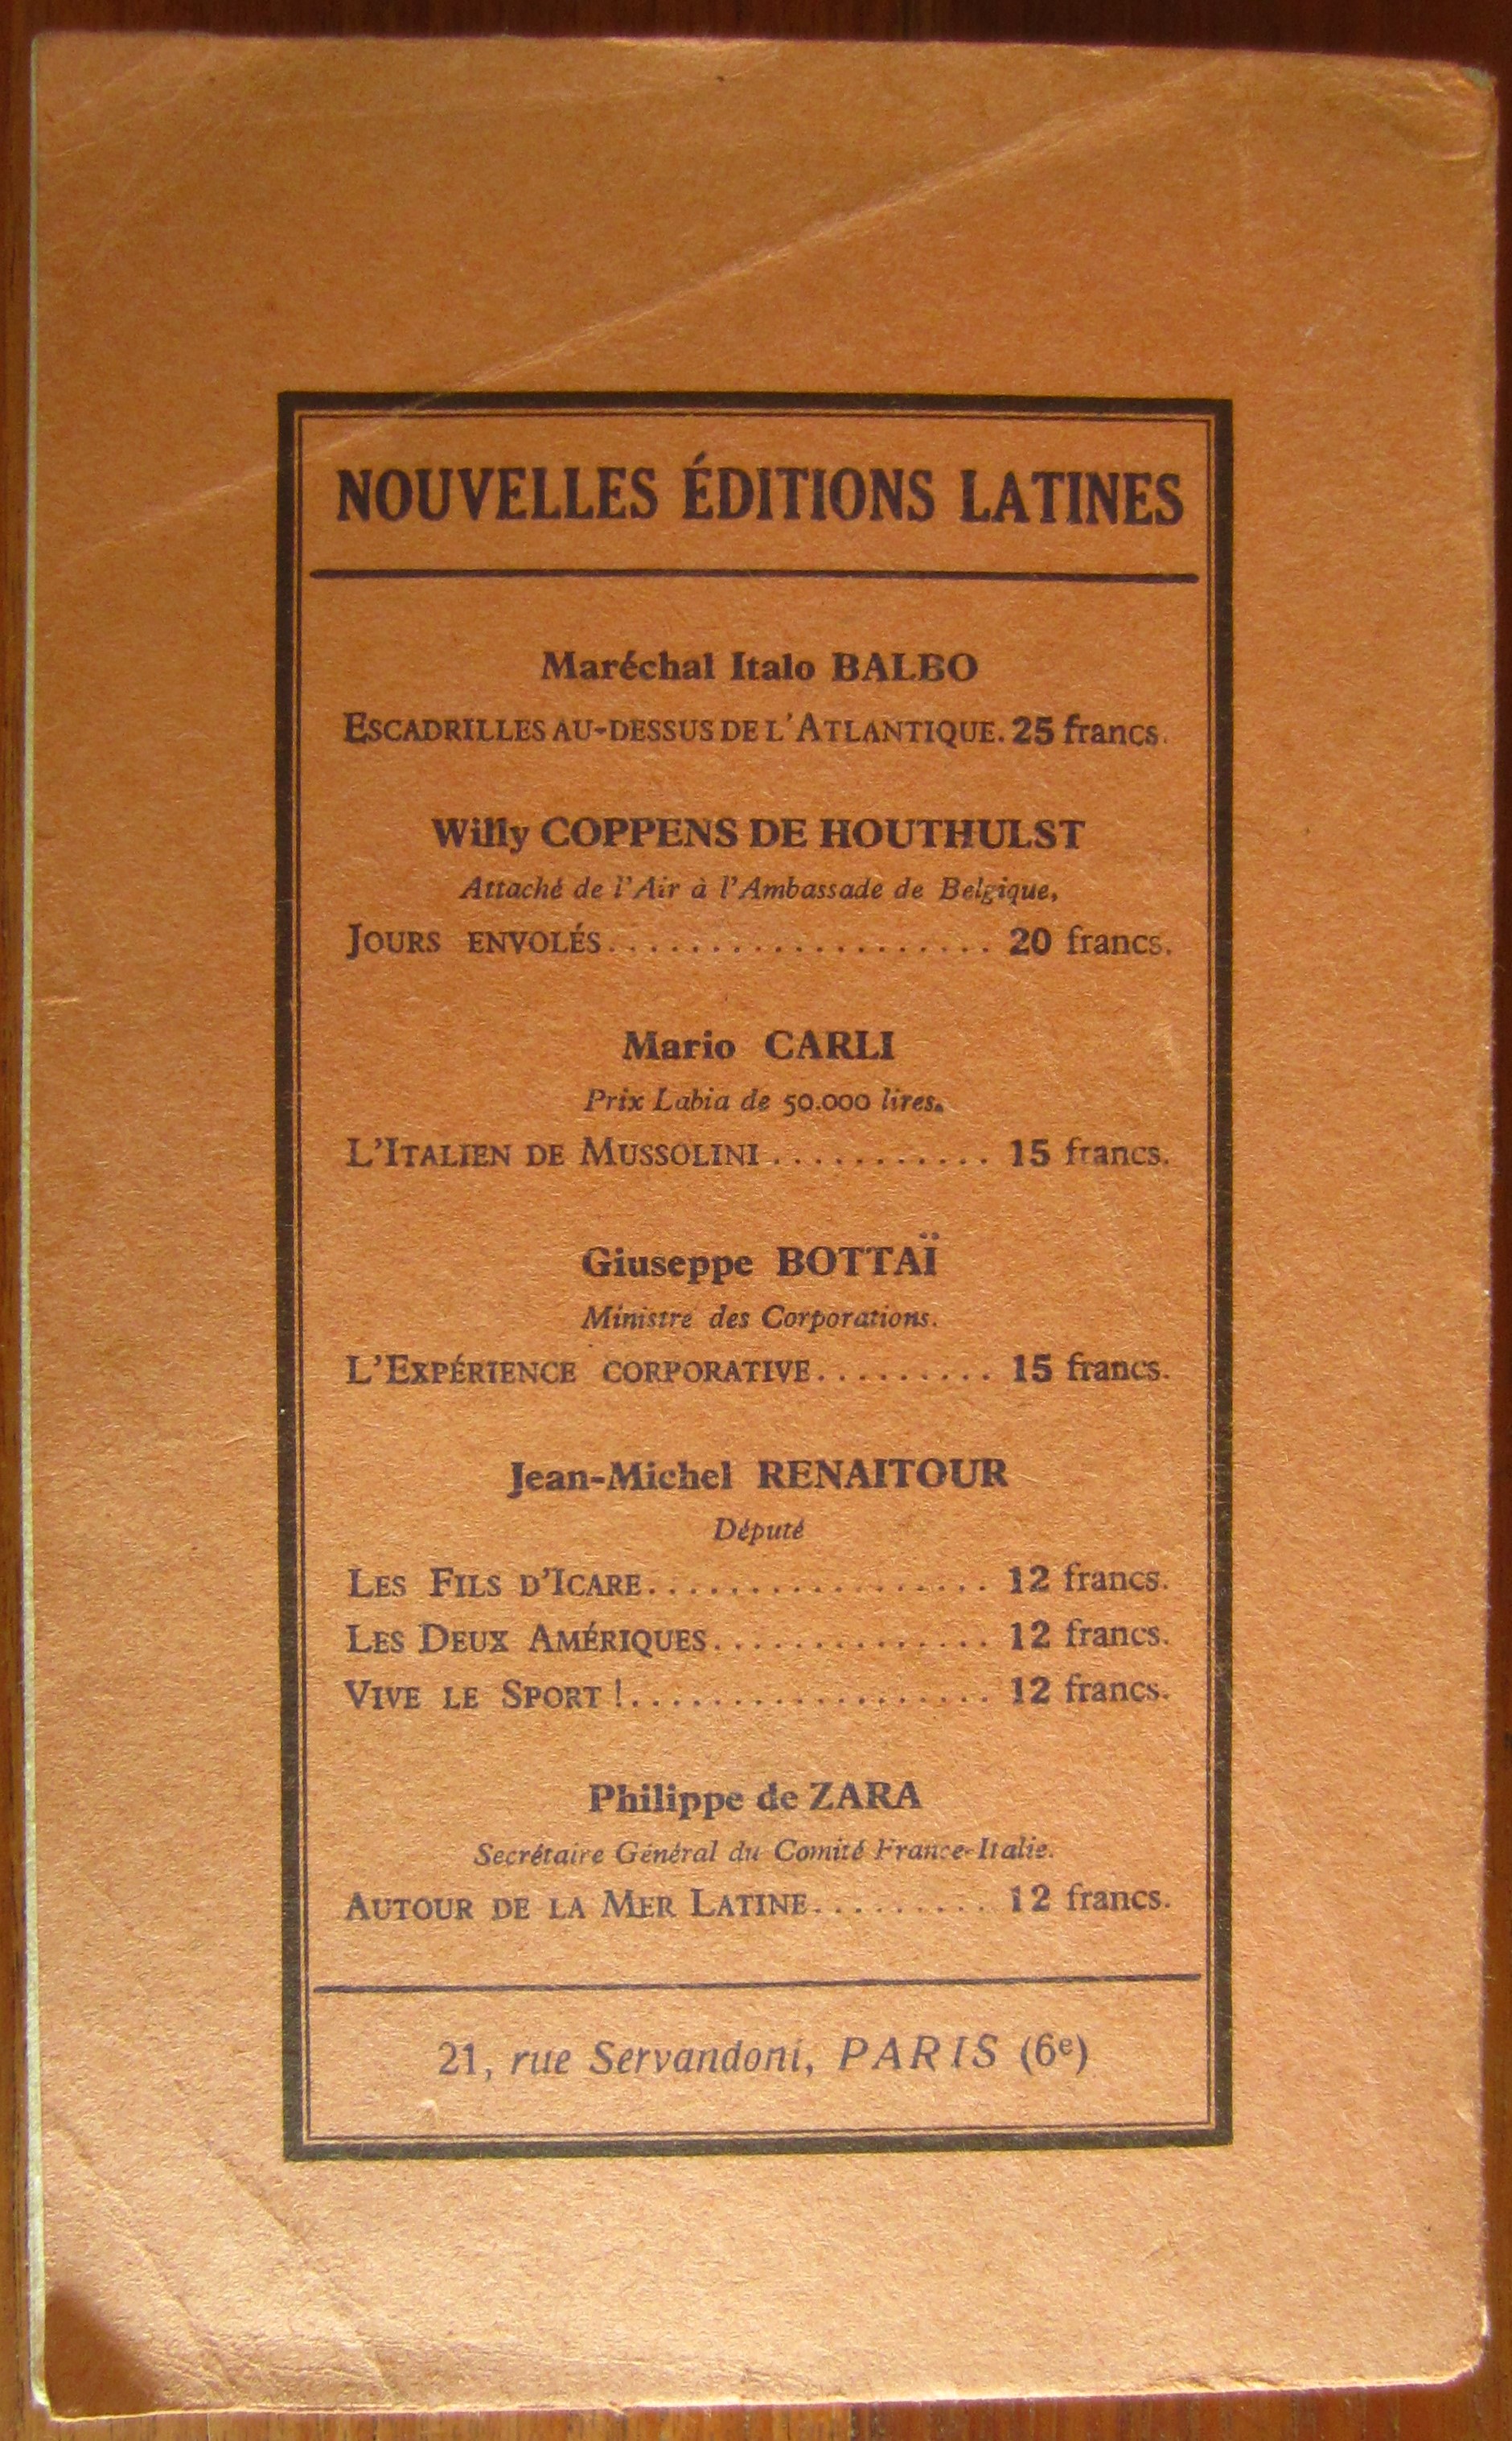 NOUVELLES ÉDITIONS LATINES
Maréchal Italo BALBO
ESCADRILLES AU-DESSUS DE L'ATLANTIQUE. 25 francs.
Willy COPPENS DE HOUTHULST
Attaché de l'Air à l'Ambassade de Belgique,
JOURS ENVOLÉS................... 20 francs.
Mario CARLI
Prix Labia de 50.000 lires.
L'ITALIEN DE MUSSOLINI........... 15 francs.
Giuseppe BOTTAÏ
Ministre des Corporations.
L'EXPÉRIENCE CORPORATIVE......... 15 francs.
Jean-Michel RENAITOUR
Député
LES FILS D'ICARE................. 12 francs.
LES DEUX AMÉRIQUES.............. 12 francs.
VIVE LE SPORT !.................. 12 francs.
Philippe de ZARA
Secrétaire Général du Comité France-Italie.
AUTOUR DE LA MER LATINE......... 12 francs.
21, rue Servandoni, PARIS (6e)